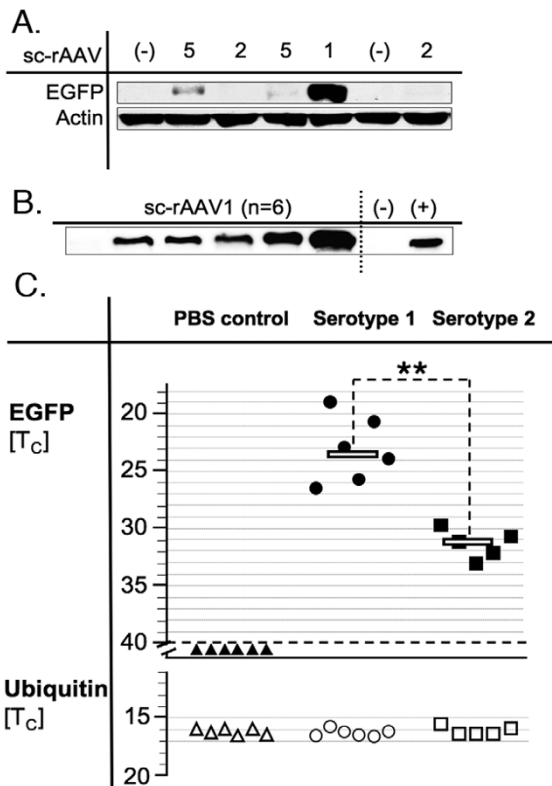 A.
sc-rAAV (-) 5 2 5 1 (-) 2
EGFP
Actin
B.
sc-rAAV1 (n=6) (-) (+)
C.
PBS control Serotype 1 Serotype 2
**
EGFP
[TC]
20
25
30
35
40
Ubiquitin
[TC]
15
20